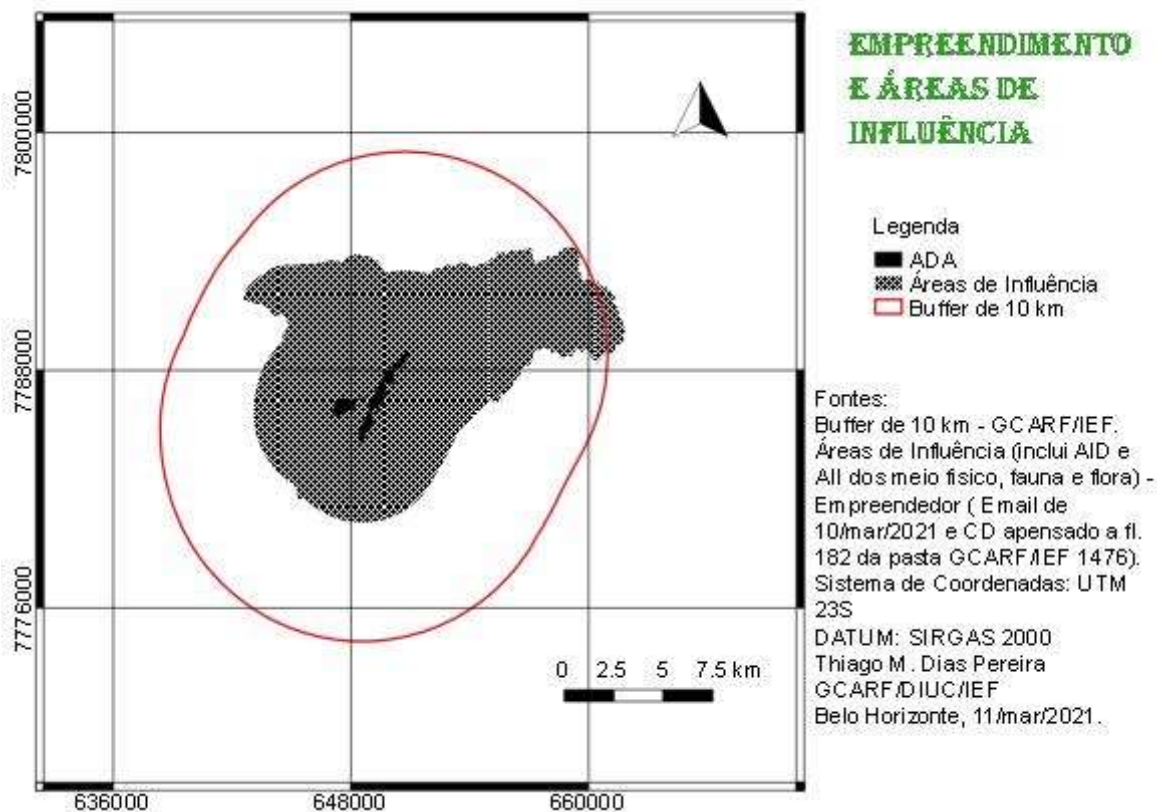 EMPREENDIMENTO
E ÁREAS DE
INFLUÊNCIA
Legenda
ADA
Áreas de Influência
Buffer de 10 km
Fontes:
Buffer de 10 km - GCARF/IEF.
Áreas de Influência (inclui AID e
AII dos meio fisico, fauna e flora) -
Empreendedor ( Email de
10/mar/2021 e CD apensado a fl.
182 da pasta GCARF/IEF 1476).
Sistema de Coordenadas: UTM
23S
DATUM: SIRGAS 2000
Thiago M. Dias Pereira
GCARF/DIUC/IEF
Belo Horizonte, 11/mar/2021.
7800000
7788000
7776000
0 2.5 5 7.5 km
6360000 648000 660000